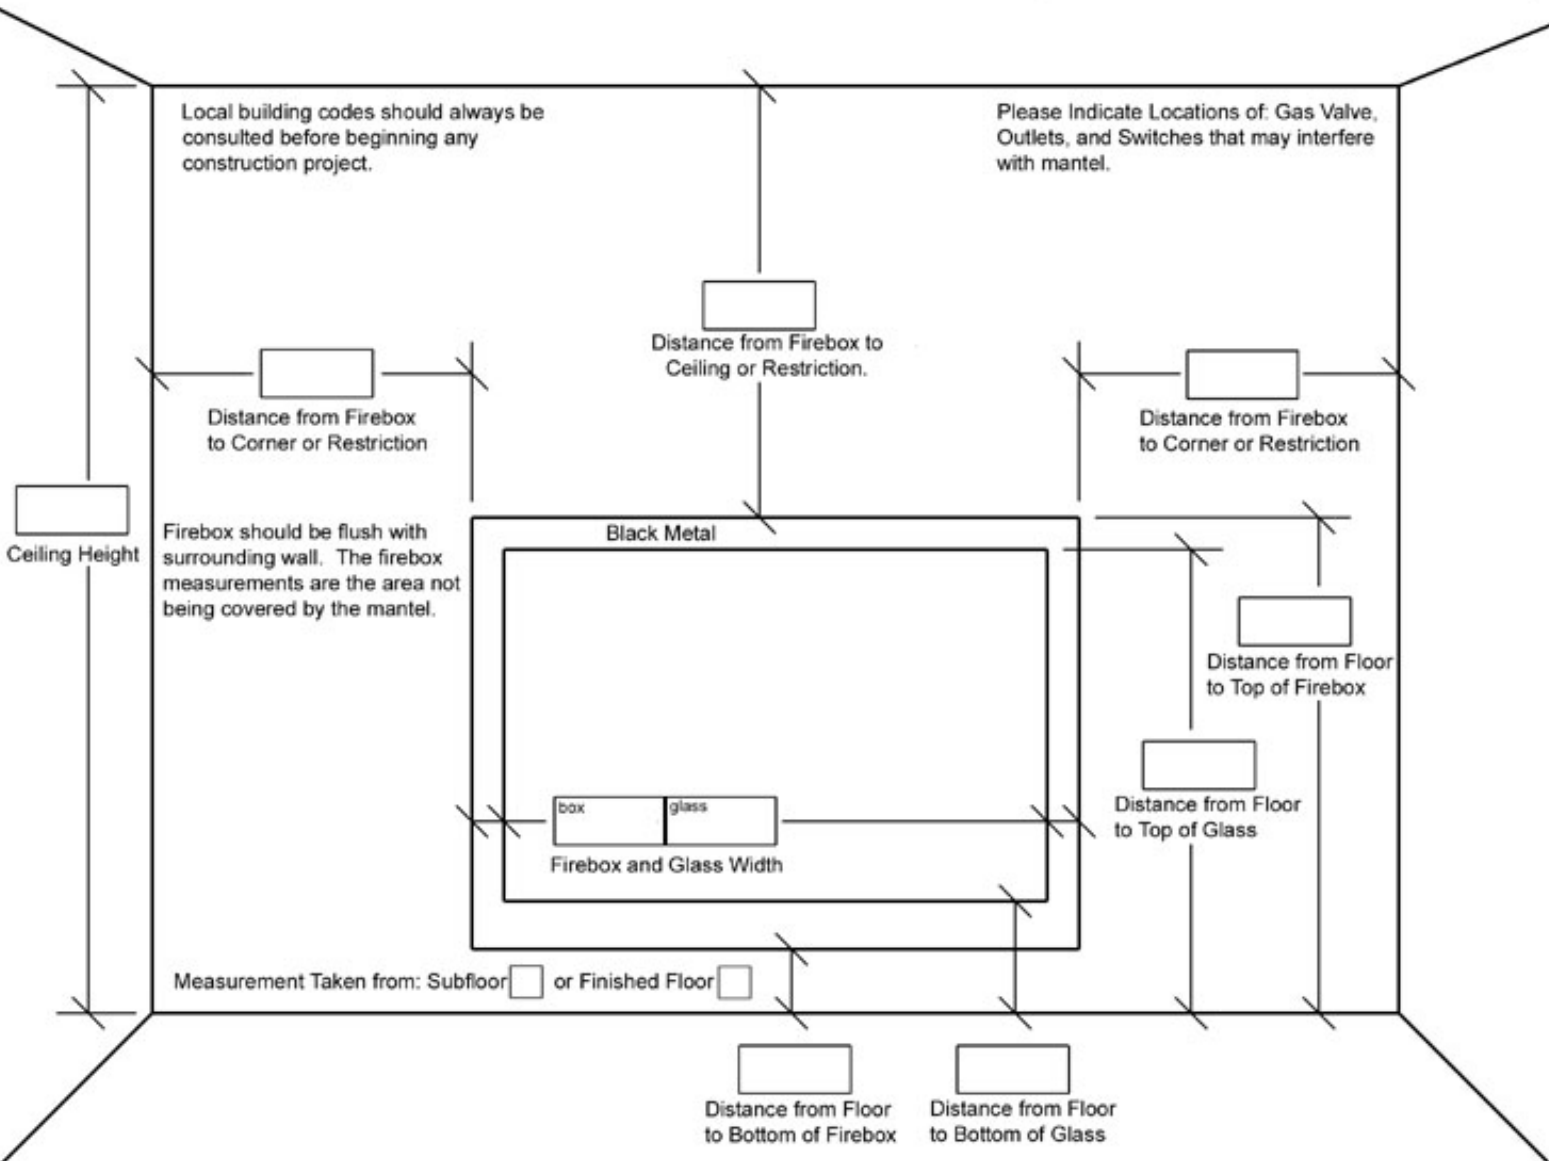 Local building codes should always be
consulted before beginning any
construction project.
Please Indicate Locations of: Gas Valve,
Outlets, and Switches that may interfere
with mantel.
Distance from Firebox to
Ceiling or Restriction.
Distance from Firebox
to Corner or Restriction
Distance from Firebox
to Corner or Restriction
Ceiling Height
Firebox should be flush with
surrounding wall. The firebox
measurements are the area not
being covered by the mantel.
Black Metal
Distance from Floor
to Top of Firebox
Distance from Floor
to Top of Glass
box
glass
Firebox and Glass Width
Measurement Taken from: Subfloor or Finished Floor
Distance from Floor
to Bottom of Firebox
Distance from Floor
to Bottom of Glass